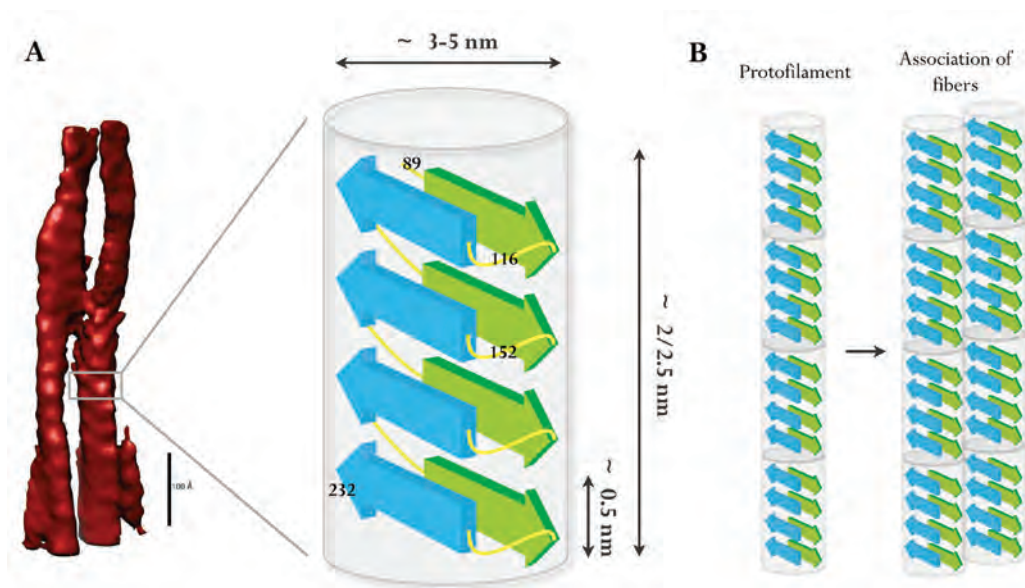 A
~ 3-5 nm
89
116
152
232
~ 0.5 nm
~ 2/2.5 nm
100 Å
B
Protofilament
Association of
fibers